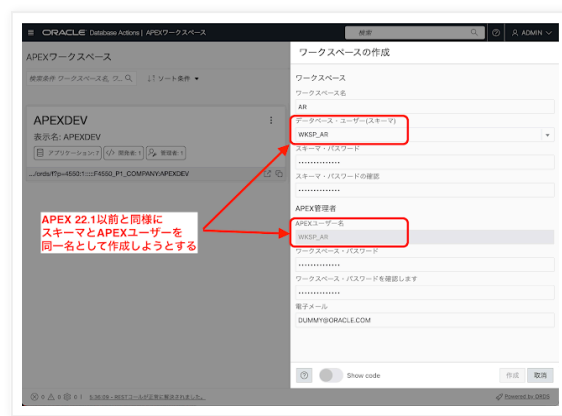 ORACLE Database Actions | APEXワークスペース
検索
ADMIN
APEXワークスペース
検索条件 ワークスペース名, ワ...
ソート条件
APEXDEV
表示名: APEXDEV
アプリケーション: 7
開発者: 1
管理者: 1
.../ords/f?p=4550:1:::::F4550_P1_COMPANY:APEXDEV
APEX 22.1以前と同様に
スキーマとAPEXユーザーを
同一名として作成しようとする
ワークスペースの作成
ワークスペース
ワークスペース名
AR
データベース・ユーザー(スキーマ)
WKSP_AR
スキーマ・パスワード
スキーマ・パスワードの確認
APEX管理者
APEXユーザー名
WKSP_AR
ワークスペース・パスワード
ワークスペース・パスワードを確認します
電子メール
DUMMY@ORACLE.COM
Show code
作成
取消
Powered by ORDS